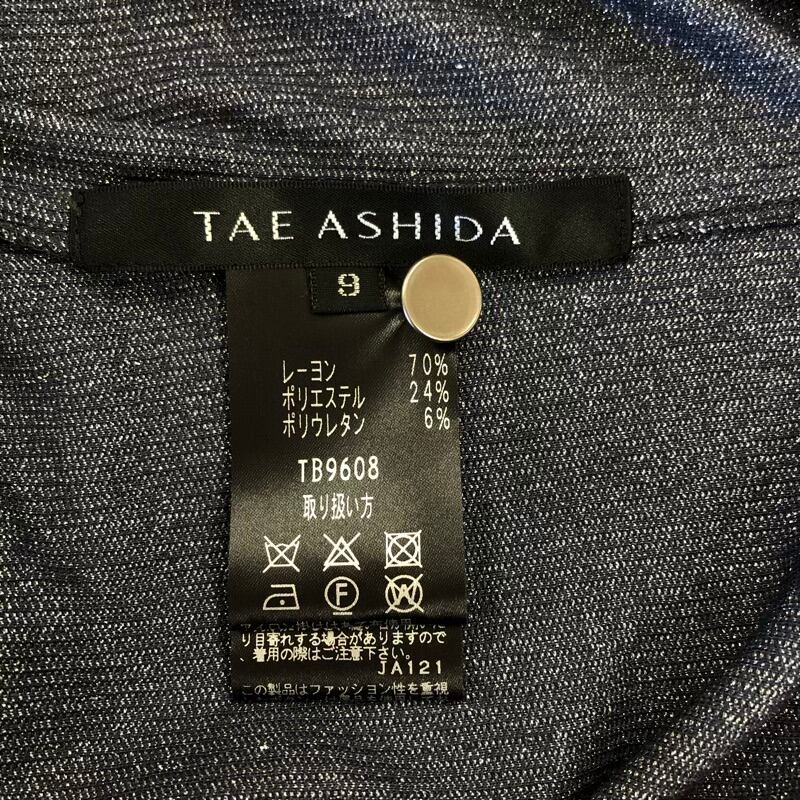 TAE ASHIDA
9
レーヨン 70%
ポリエステル 24%
ポリウレタン 6%
TB9608
取り扱い方
F
W
り目寄れする場合がありますので
、着用の際はご注意下さい。
JA121
この製品はファッション性を重視